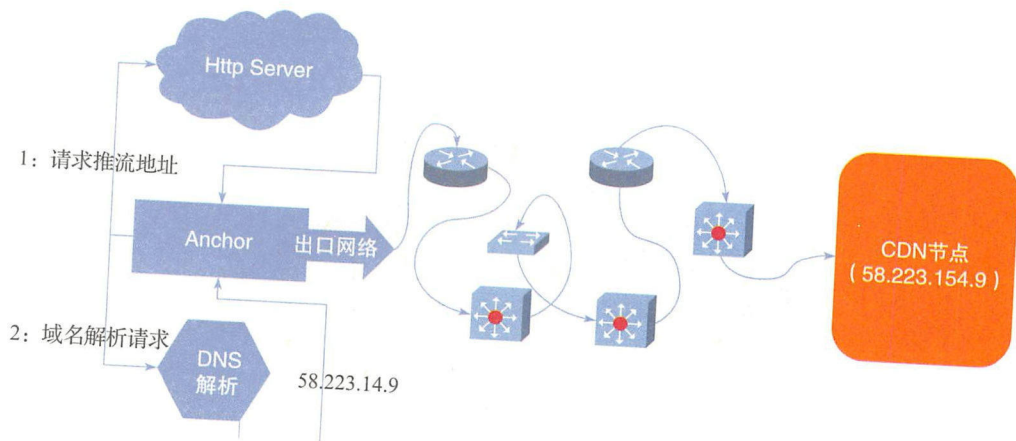 Http Server
1：请求推流地址
Anchor
出口网络
CDN节点
（58.223.154.9）
2：域名解析请求
DNS
解析
58.223.14.9